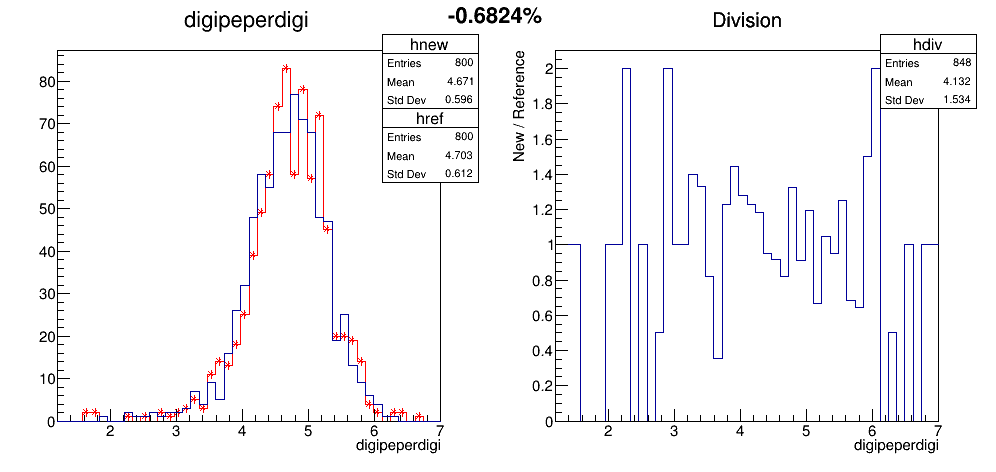 digipeperdigi
-0.6824%
Division
hnew
Entries 800
Mean 4.671
Std Dev 0.596
href
Entries 800
Mean 4.703
Std Dev 0.612
80
70
60
50
40
30
20
10
0
2 3 4 5 6 7
digipeperdigi
hdiv
Entries 848
Mean 4.132
Std Dev 1.534
New / Reference
2
1.8
1.6
1.4
1.2
1
0.8
0.6
0.4
0.2
0
2 3 4 5 6 7
digipeperdigi